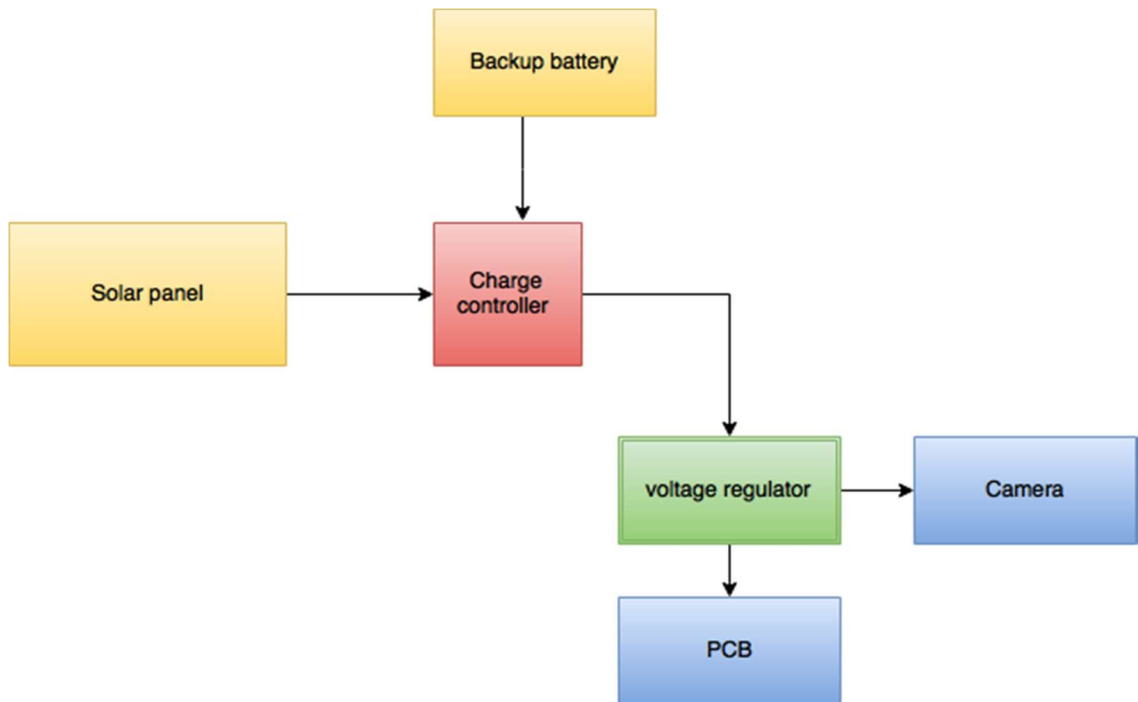 Backup battery
Solar panel
Charge
controller
voltage regulator
Camera
PCB